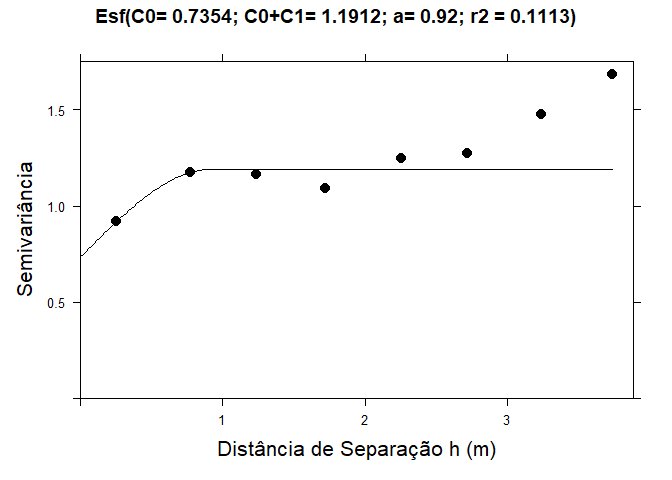 Esf(C0= 0.7354; C0+C1= 1.1912; a= 0.92; r2 = 0.1113)
1.5
1.0
0.5
Semivariância
1 2 3
Distância de Separação h (m)